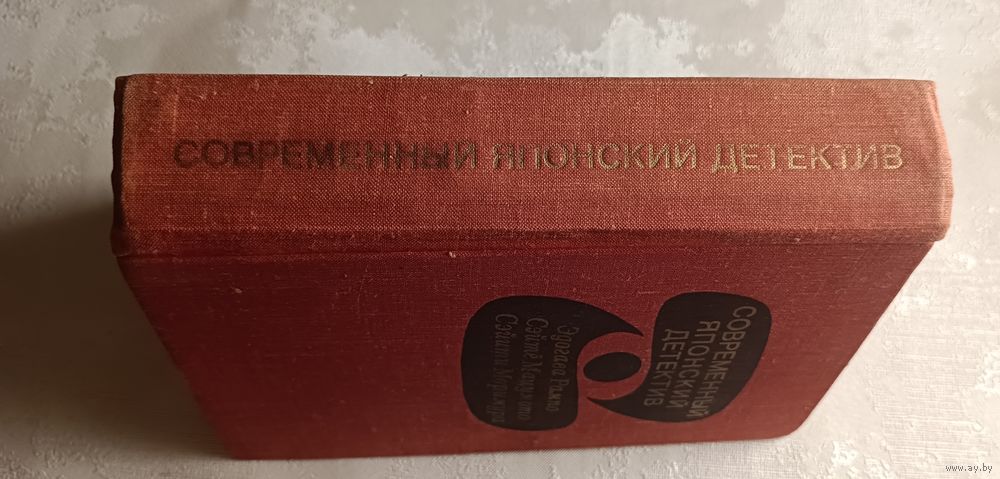 СОВРЕМЕННЫЙ ЯПОНСКИЙ ДЕТЕКТИВ
СОВРЕМЕННЫЙ
ЯПОНСКИЙ
ДЕТЕКТИВ
Эдогава Рампо
Сэйтё Мацумото
Сэйити Моримура
www.ay.by